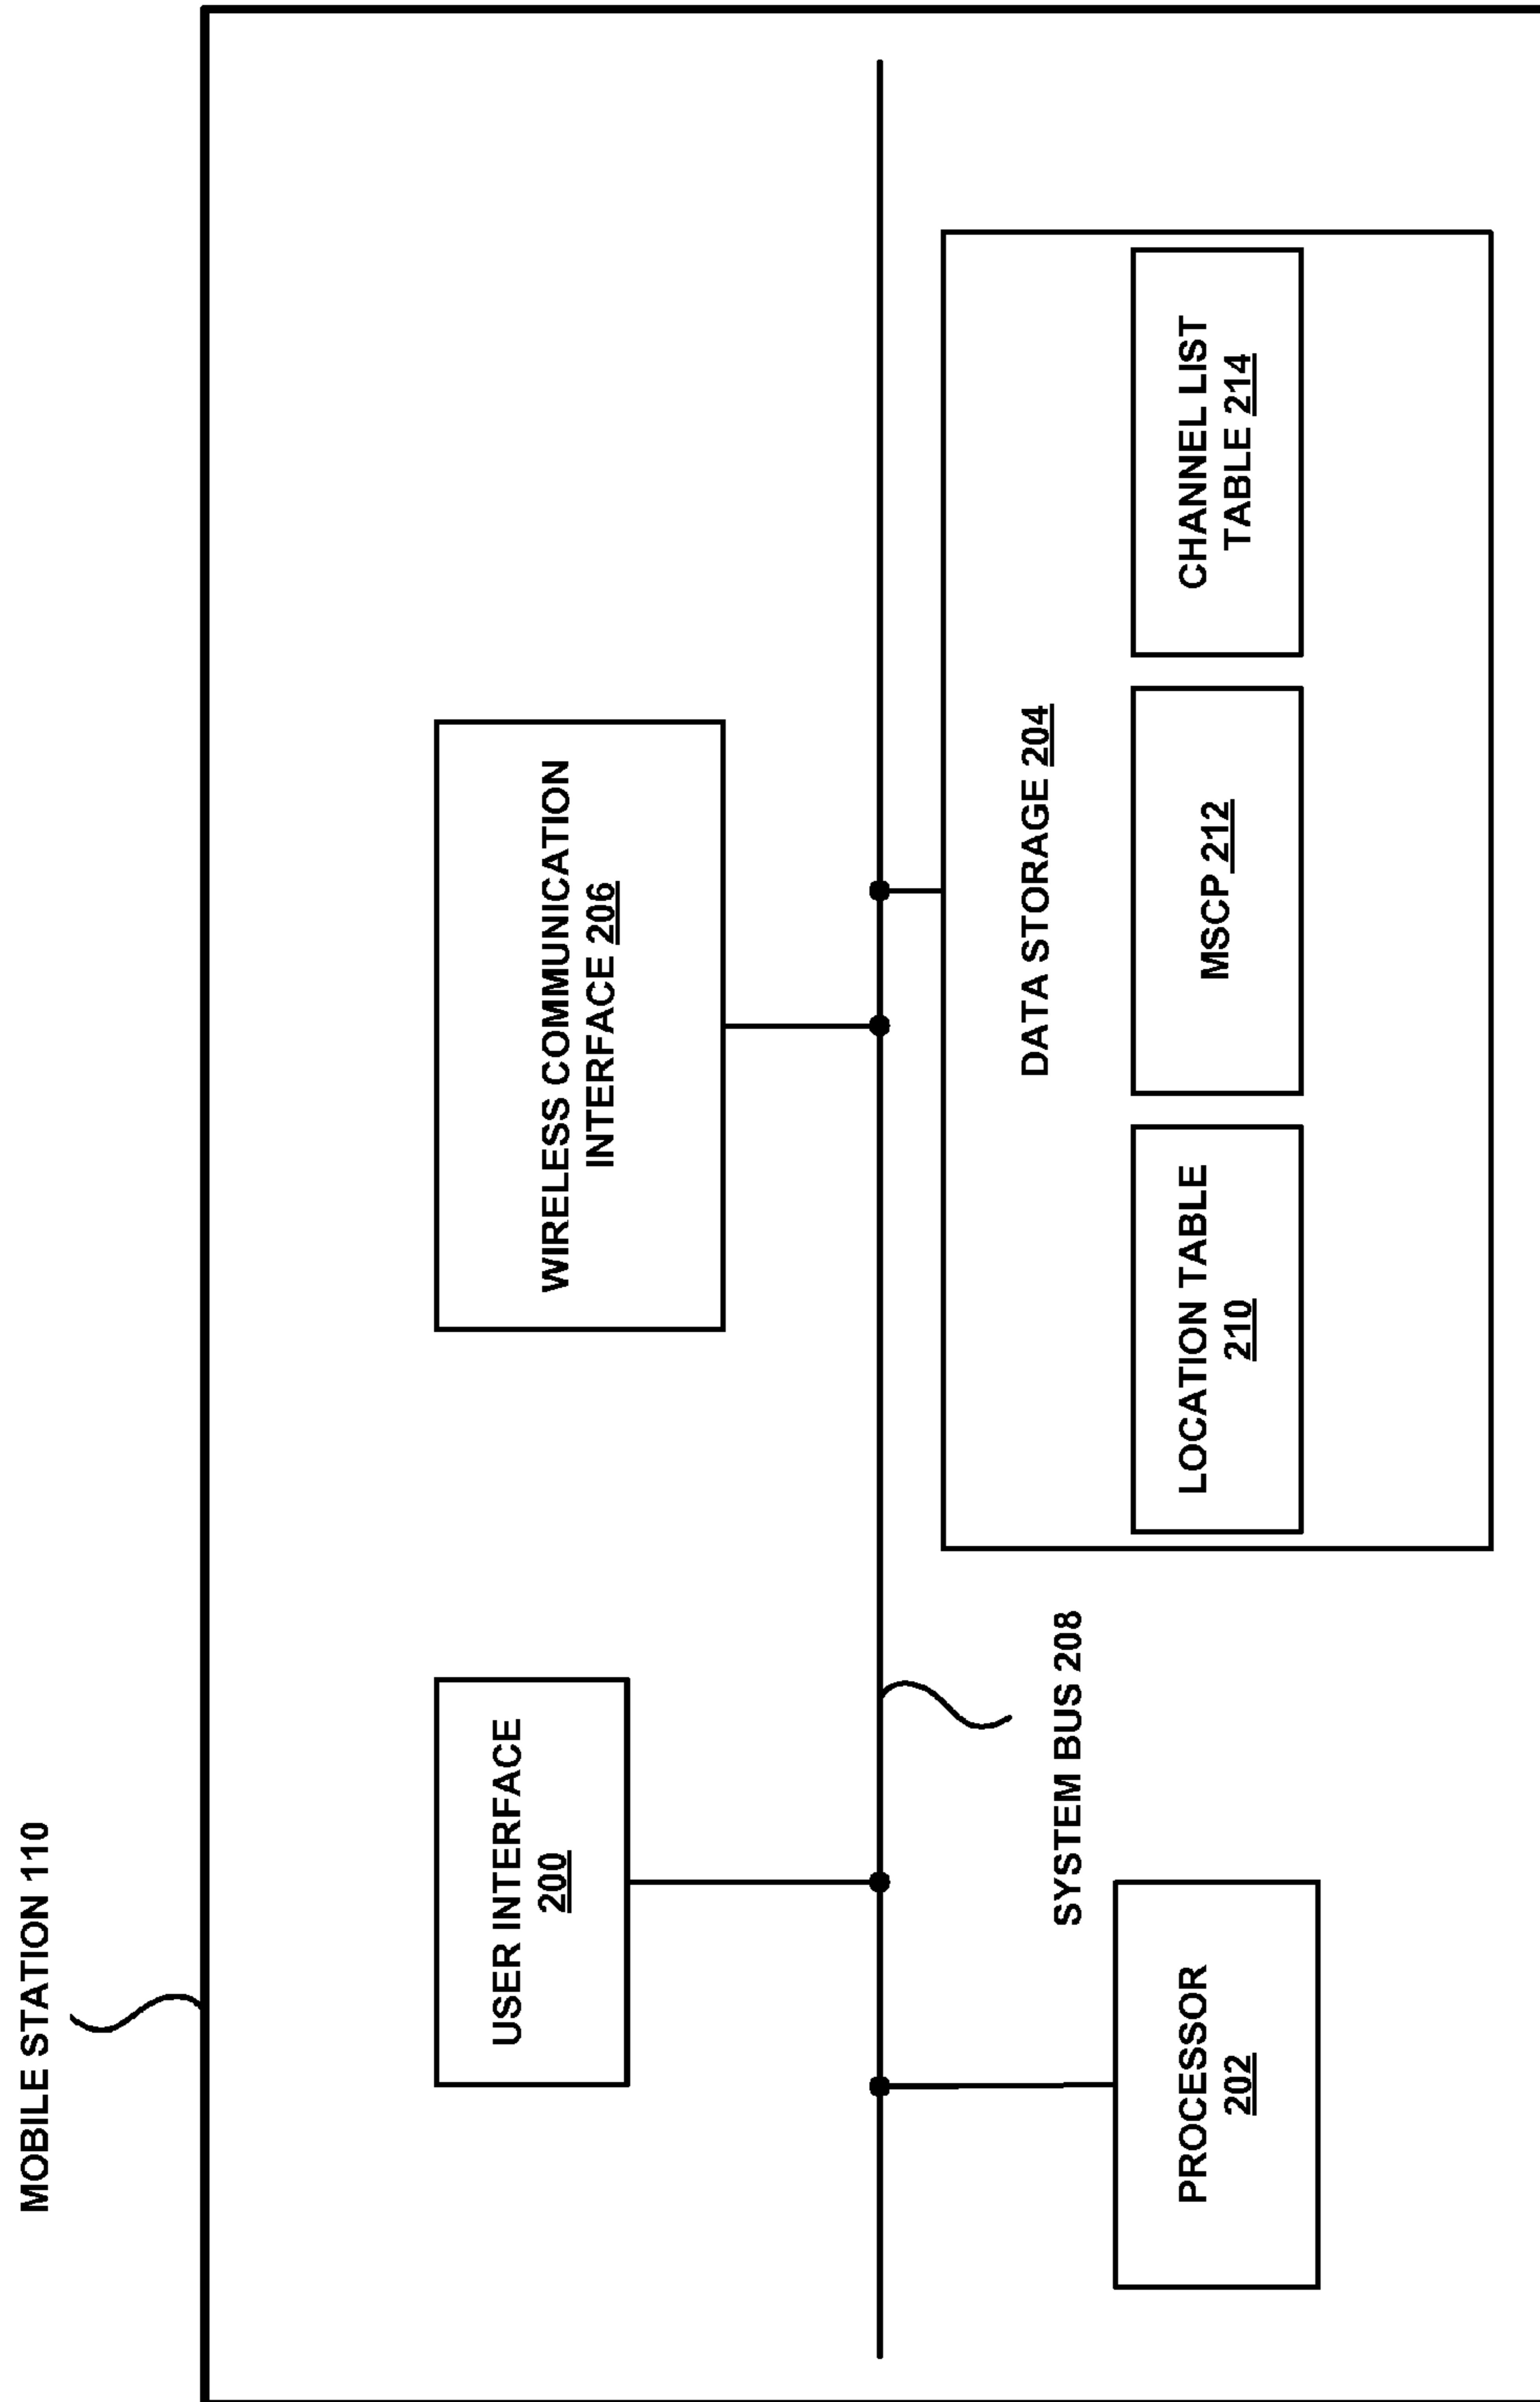 MOBILE STATION 110
USER INTERFACE
200
WIRELESS COMMUNICATION
INTERFACE 206
SYSTEM BUS 208
PROCESSOR
202
DATA STORAGE 204
LOCATION TABLE
210
MSCP 212
CHANNEL LIST
TABLE 214